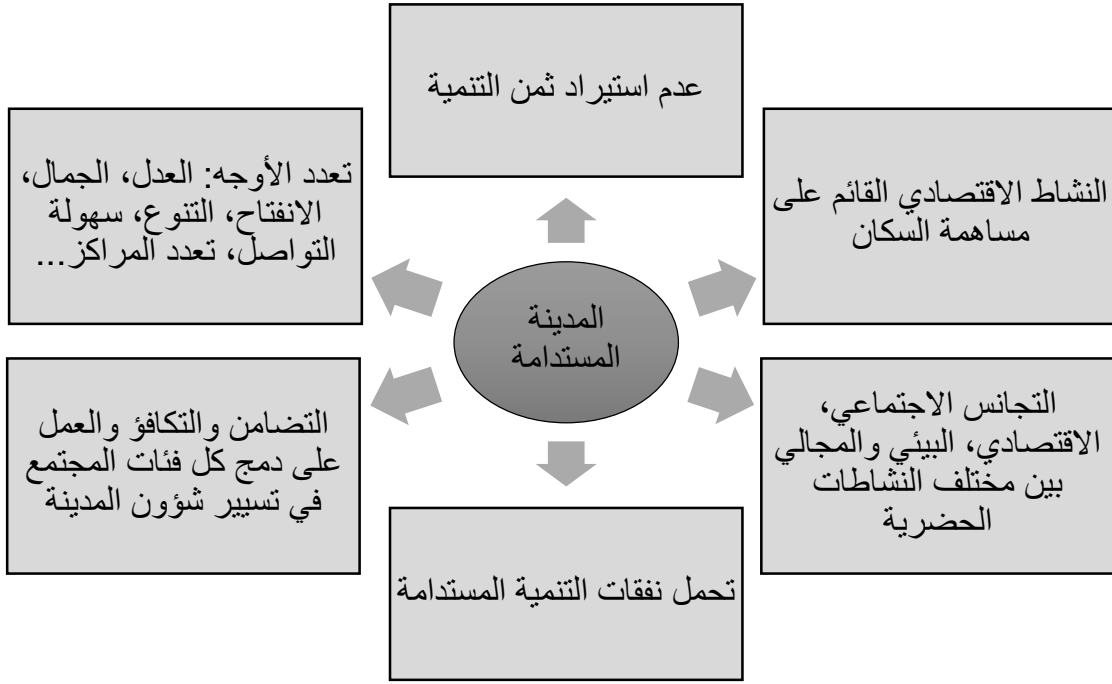 عدم استيراد ثمن التنمية
النشاط الاقتصادي القائم على
مساهمة السكان
التجانس الاجتماعي،
الاقتصادي، البيئي والمجالي
بين مختلف النشاطات
الحضرية
تحمل نفقات التنمية المستدامة
التضامن والتكافؤ والعمل
على دمج كل فئات المجتمع
في تسيير شؤون المدينة
تعدد الأوجه: العدل، الجمال،
الانفتاح، التنوع، سهولة
التواصل، تعدد المراكز...
المدينة
المستدامة